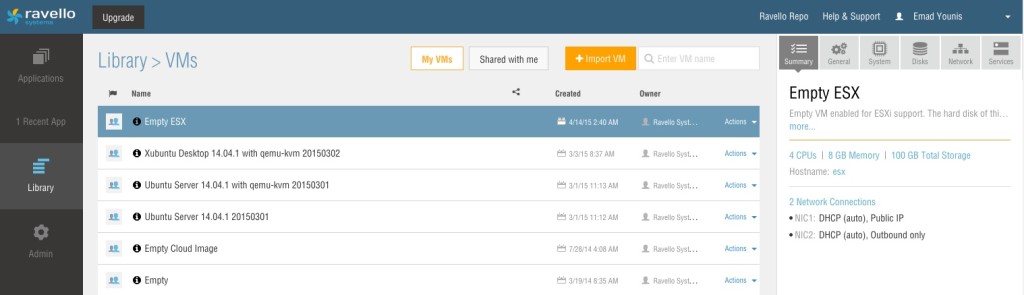 ravello
systems
Upgrade
Ravello Repo Help & Support Emad Younis
Applications
1 Recent App
Library
Admin
Library > VMs
My VMs
Shared with me
+ Import VM
Enter VM name
Name Created Owner
Empty ESX 4/14/15 2:40 AM Ravello Syst... Actions
Xubuntu Desktop 14.04.1 with qemu-kvm 20150302 3/3/15 8:37 AM Ravello Syst... Actions
Ubuntu Server 14.04.1 with qemu-kvm 20150301 3/1/15 11:13 AM Ravello Syst... Actions
Ubuntu Server 14.04.1 20150301 3/1/15 11:12 AM Ravello Syst... Actions
Empty Cloud Image 7/28/14 4:08 AM Ravello Syst... Actions
Empty 3/19/14 8:35 AM Ravello Syst... Actions
Summary General System Disks Network Services
Empty ESX
Empty VM enabled for ESXi support. The hard disk of thi...
more...
4 CPUs | 8 GB Memory | 100 GB Total Storage
Hostname: esx
2 Network Connections
• NIC1: DHCP (auto), Public IP
• NIC2: DHCP (auto), Outbound only